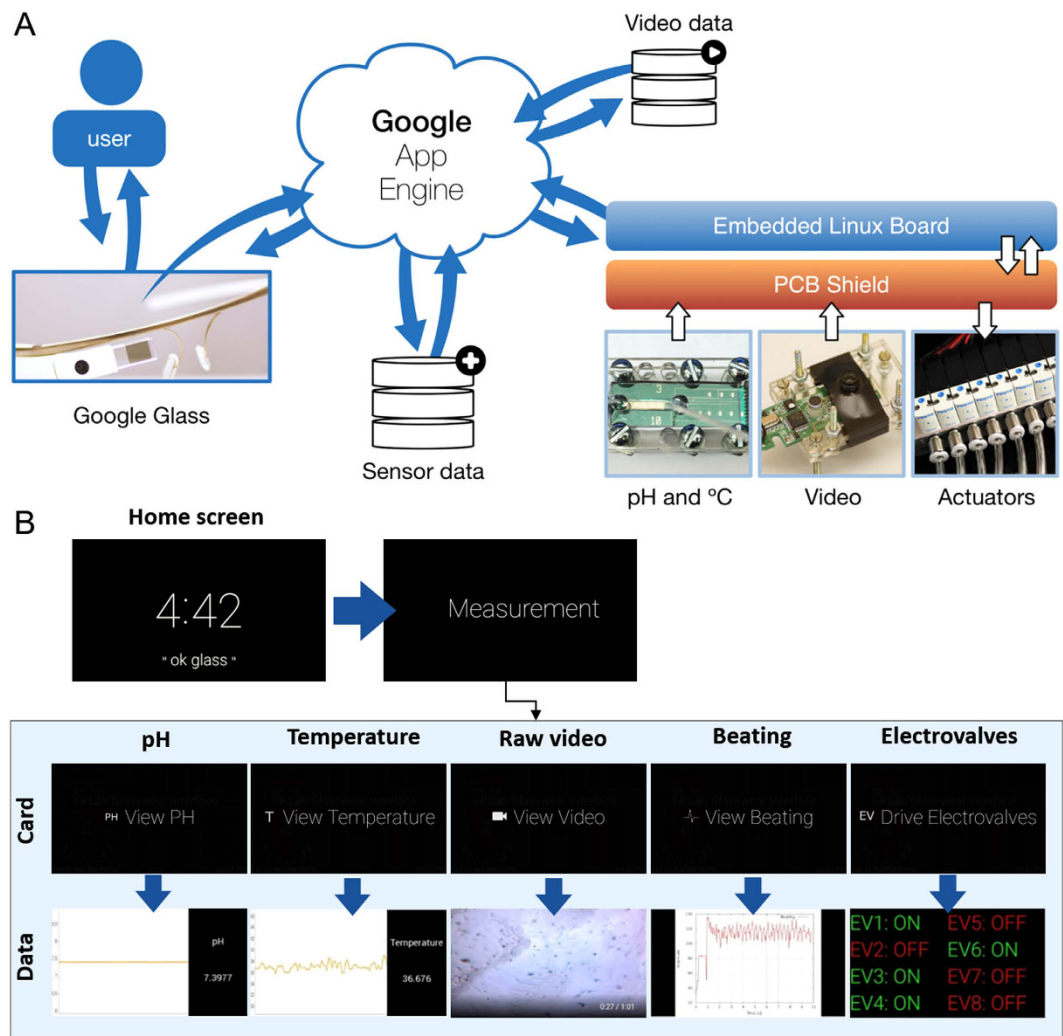 A
Video data
user
Google
App
Engine
Embedded Linux Board
PCB Shield
3
10
Google Glass
Sensor data
pH and ºC
Video
Actuators
B
Home screen
4:42
" ok glass "
Measurement
pH
Temperature
Raw video
Beating
Electrovalves
Card
PH View PH
T View Temperature
View Video
View Beating
EV Drive Electrovalves
Data
pH
7.3977
Temperature
36.676
0:27 / 1:01
Beating
EV1: ON EV5: OFF
EV2: OFF EV6: ON
EV3: ON EV7: OFF
EV4: ON EV8: OFF